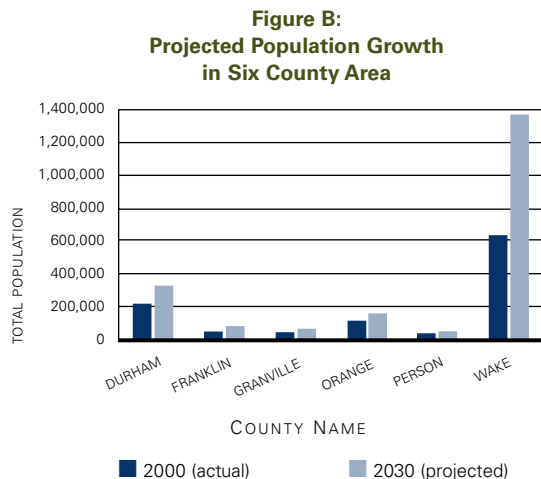 Figure B:
Projected Population Growth
in Six County Area
1,400,000
1,200,000
1,000,000
800,000
600,000
400,000
200,000
0
TOTAL POPULATION
DURHAM
FRANKLIN
GRANVILLE
ORANGE
PERSON
WAKE
COUNTY NAME
2000 (actual)
2030 (projected)